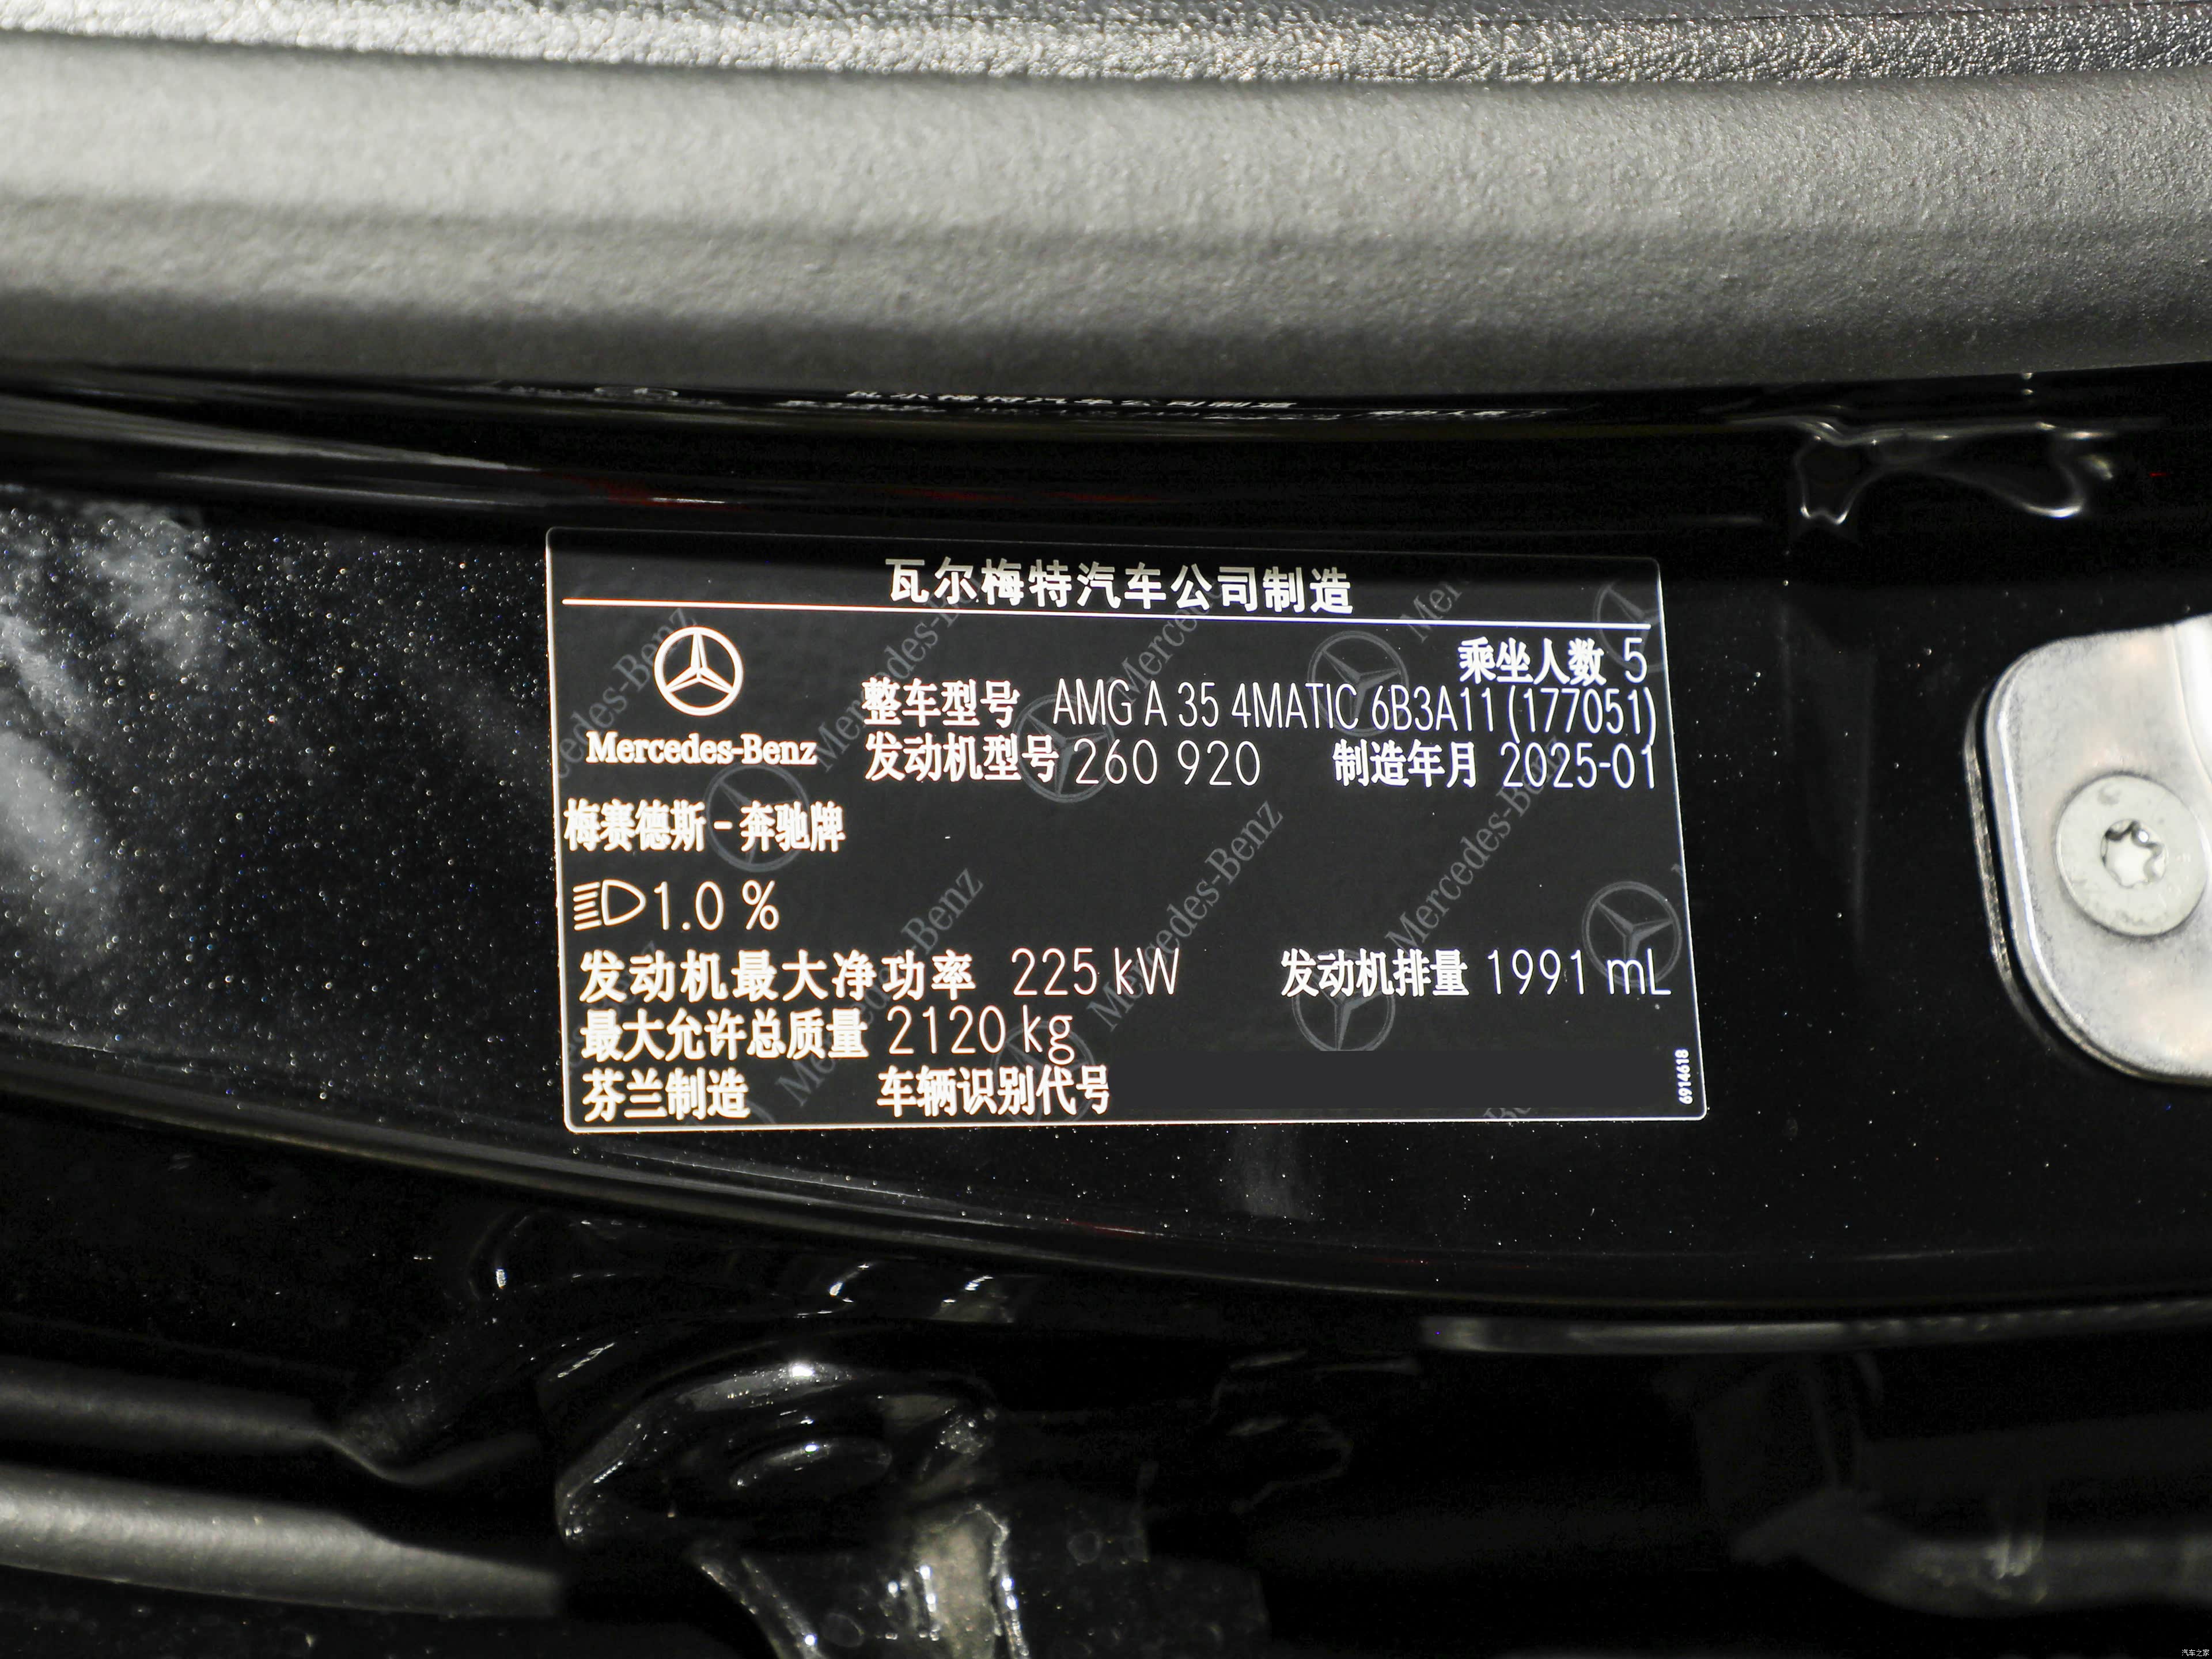 瓦尔梅特汽车公司制造
乘坐人数 5
整车型号 AMG A 35 4MATIC 6B3A11 (177051)
Mercedes-Benz
发动机型号 260 920 制造年月 2025-01
梅赛德斯-奔驰牌
1.0 %
发动机最大净功率 225 kW 发动机排量 1991 mL
最大允许总质量 2120 kg
芬兰制造 车辆识别代号
6914618
汽车之家